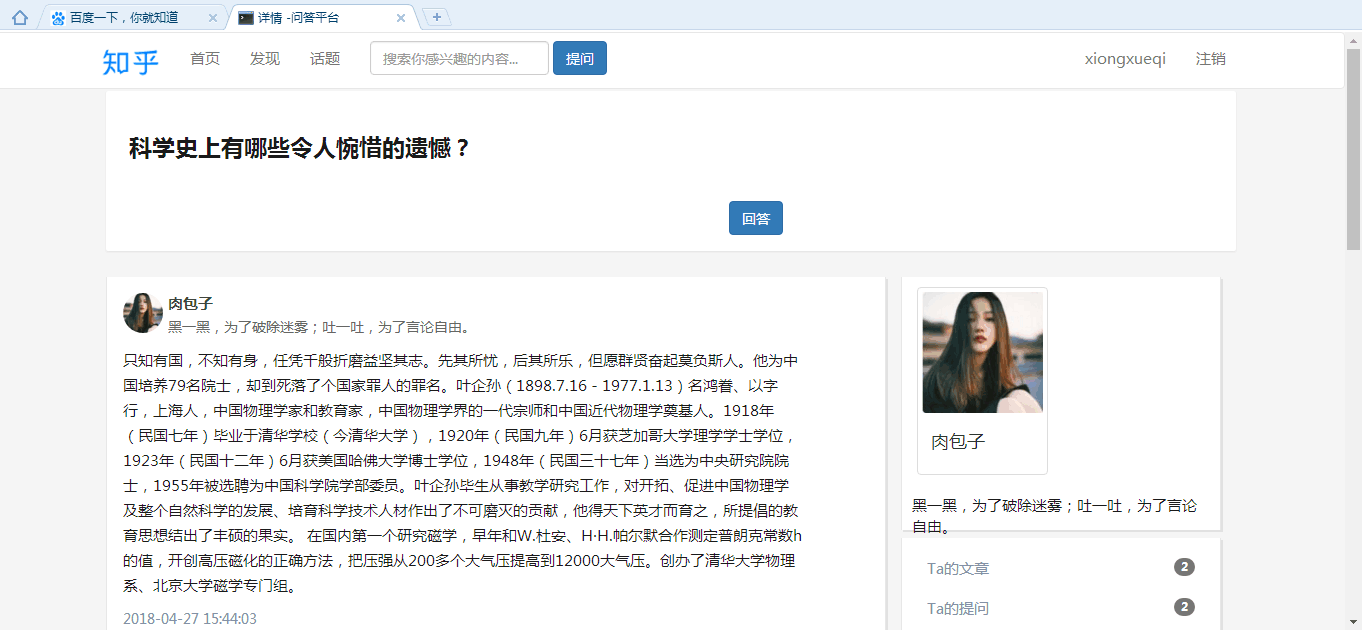 百度一下，你就知道
详情 -问答平台
知乎
首页
发现
话题
搜索你感兴趣的内容...
提问
xiongxueqi
注销
科学史上有哪些令人惋惜的遗憾？
回答
肉包子
黑一黑，为了破除迷雾；吐一吐，为了言论自由。
只知有国，不知有身，任凭千般折磨益坚其志。先其所忧，后其所乐，但愿群贤奋起莫负斯人。他为中
国培养79名院士，却到死落了个国家罪人的罪名。叶企孙（1898.7.16 - 1977.1.13）名鸿眷、以字
行，上海人，中国物理学家和教育家，中国物理学界的一代宗师和中国近代物理学奠基人。1918年
（民国七年）毕业于清华学校（今清华大学），1920年（民国九年）6月获芝加哥大学理学学士学位，
1923年（民国十二年）6月获美国哈佛大学博士学位，1948年（民国三十七年）当选为中央研究院院
士，1955年被选聘为中国科学院学部委员。叶企孙毕生从事教学研究工作，对开拓、促进中国物理学
及整个自然科学的发展、培育科学技术人材作出了不可磨灭的贡献，他得天下英才而育之，所提倡的教
育思想结出了丰硕的果实。 在国内第一个研究磁学，早年和W.杜安、H·H.帕尔默合作测定普朗克常数h
的值，开创高压磁化的正确方法，把压强从200多个大气压提高到12000大气压。创办了清华大学物理
系、北京大学磁学专门组。
2018-04-27 15:44:03
肉包子
黑一黑，为了破除迷雾；吐一吐，为了言论
自由。
Ta的文章 2
Ta的提问 2